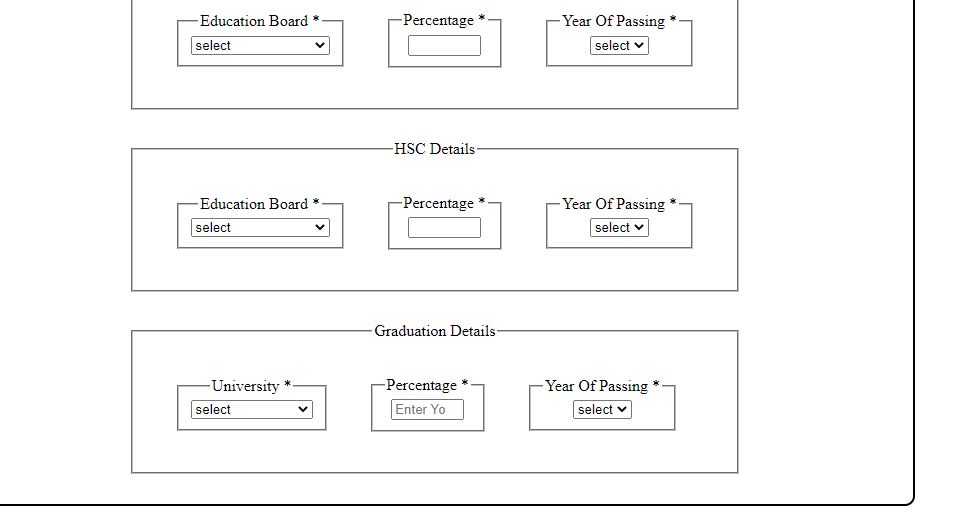 Education Board * Percentage * Year Of Passing *
select select
HSC Details
Education Board * Percentage * Year Of Passing *
select select
Graduation Details
University * Percentage * Year Of Passing *
select Enter Yo select